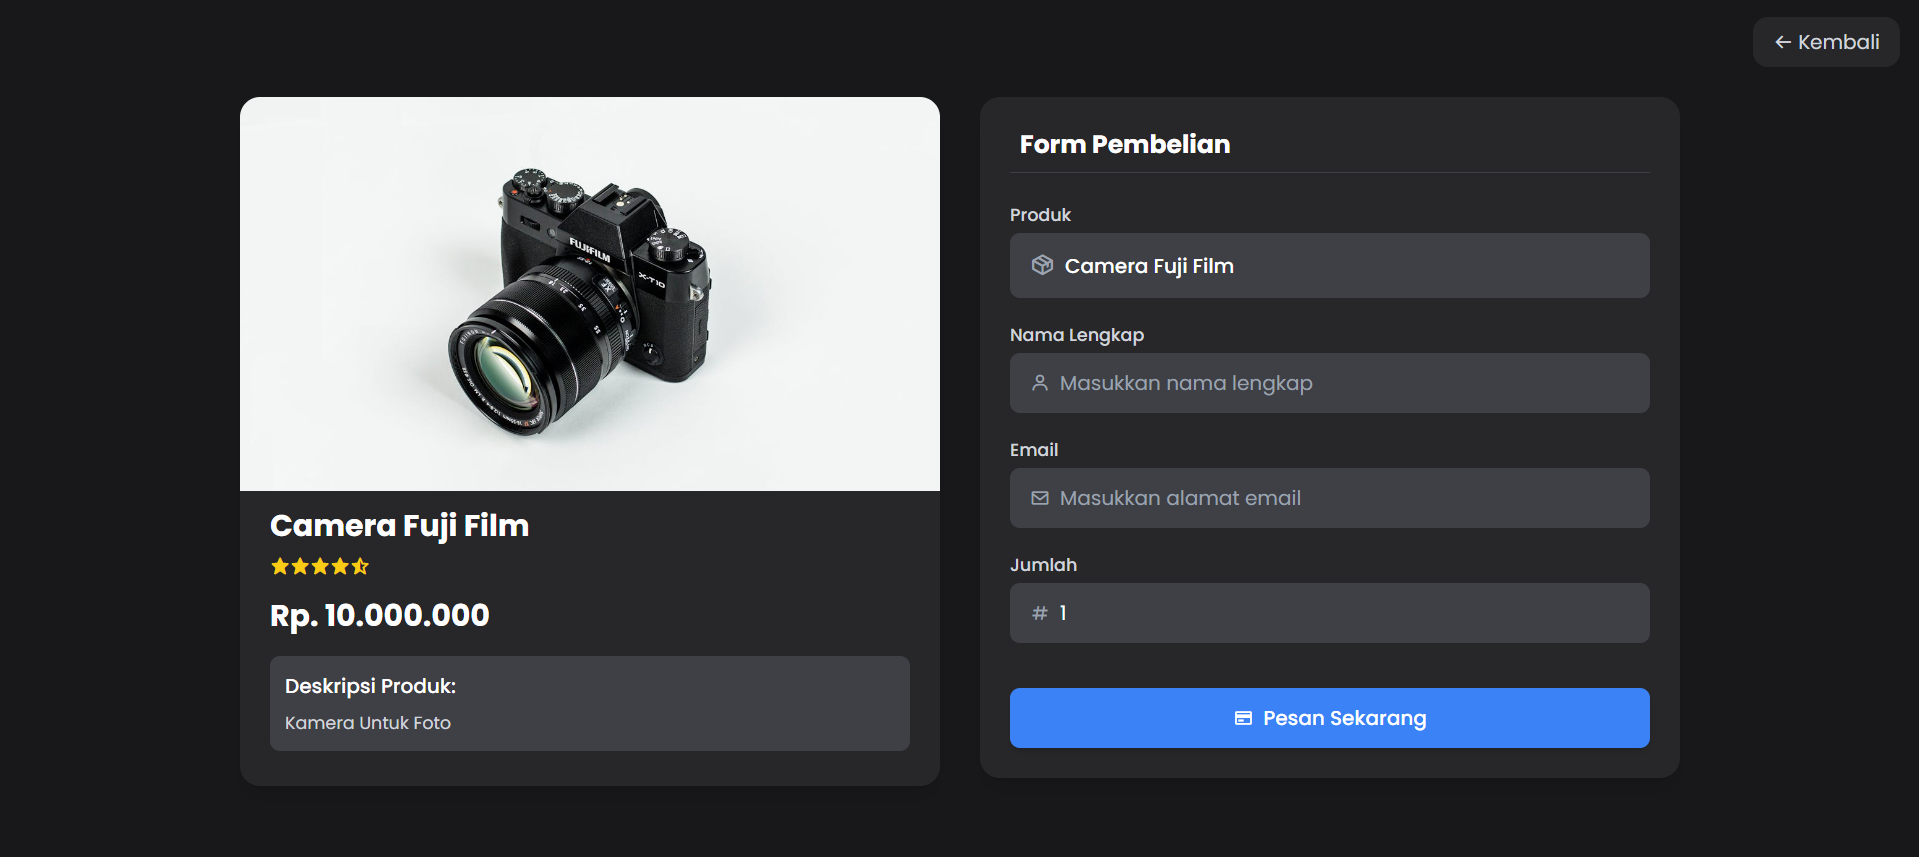 ← Kembali
FUJIFILM
X-T10
Camera Fuji Film
Rp. 10.000.000
Deskripsi Produk:
Kamera Untuk Foto
Form Pembelian
Produk
Camera Fuji Film
Nama Lengkap
Masukkan nama lengkap
Email
Masukkan alamat email
Jumlah
# 1
Pesan Sekarang